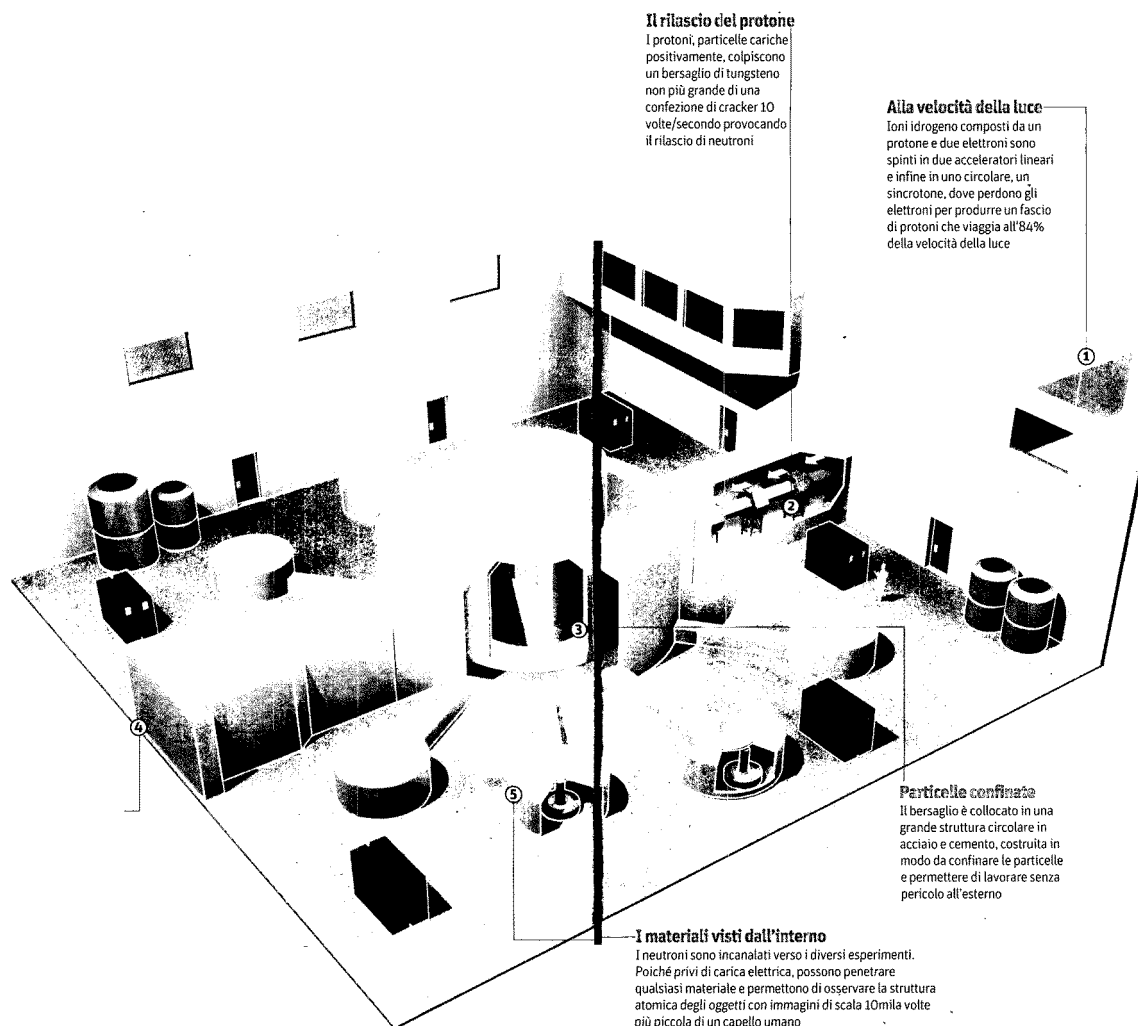 Il rilascio del protone
I protoni, particelle cariche
positivamente, colpiscono
un bersaglio di tungsteno
non più grande di una
confezione di cracker 10
volte/secondo provocando
il rilascio di neutroni
Alla velocità della luce
Ioni idrogeno composti da un
protone e due elettroni sono
spinti in due acceleratori lineari
e infine in uno circolare, un
sincrotone, dove perdono gli
elettroni per produrre un fascio
di protoni che viaggia all'84%
della velocità della luce
1
2
3
4
5
Particelle confinate
Il bersaglio è collocato in una
grande struttura circolare in
acciaio e cemento, costruita in
modo da confinare le particelle
e permettere di lavorare senza
pericolo all'esterno
I materiali visti dall'interno
I neutroni sono incanalati verso i diversi esperimenti.
Poiché privi di carica elettrica, possono penetrare
qualsiasi materiale e permettono di osservare la struttura
atomica degli oggetti con immagini di scala 10mila volte
più piccola di un capello umano